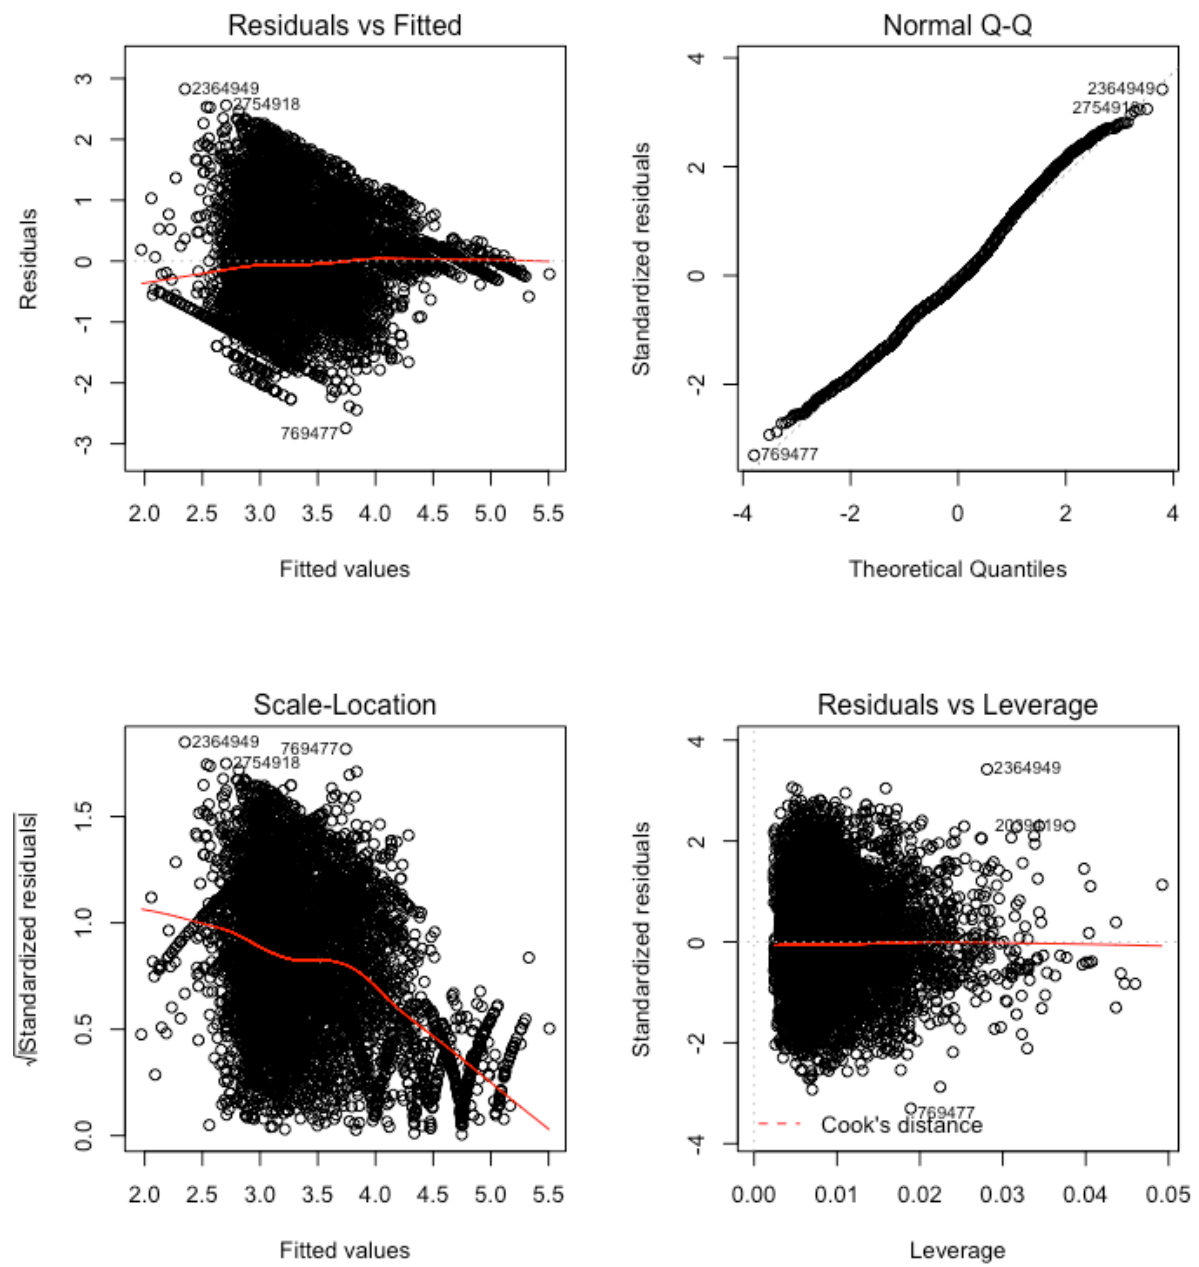 Residuals vs Fitted
Residuals
3
2
1
0
-1
-2
-3
2364949
2754918
769477
2.0 2.5 3.0 3.5 4.0 4.5 5.0 5.5
Fitted values
Normal Q-Q
Standardized residuals
4
2
0
-2
2364949
2754918
769477
-4 -2 0 2 4
Theoretical Quantiles
Scale-Location
√|Standardized residuals|
1.5
1.0
0.5
0.0
2364949
769477
2754918
2.0 2.5 3.0 3.5 4.0 4.5 5.0 5.5
Fitted values
Residuals vs Leverage
Standardized residuals
4
2
0
-2
-4
2364949
769477
Cook's distance
0.00 0.01 0.02 0.03 0.04 0.05
Leverage